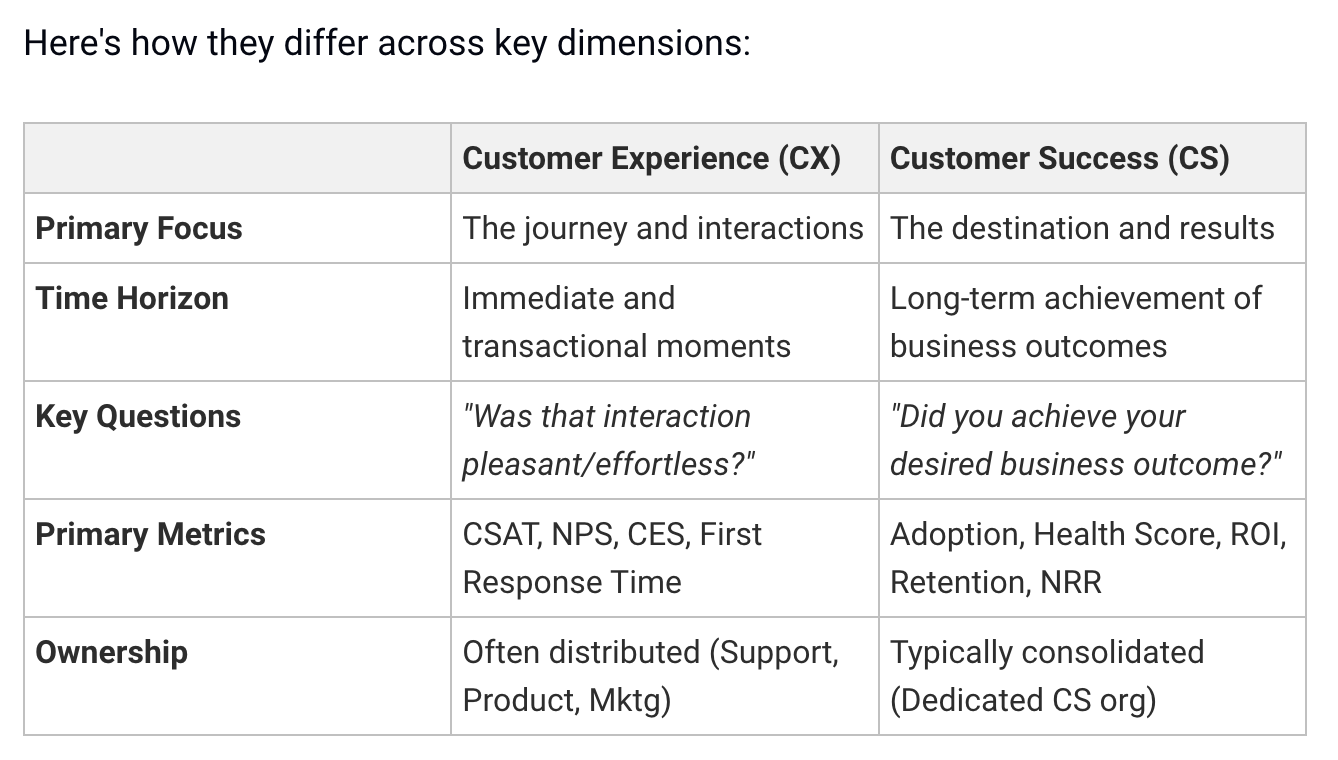 Here's how they differ across key dimensions:
Customer Experience (CX)
Customer Success (CS)
Primary Focus
The journey and interactions
The destination and results
Time Horizon
Immediate and
transactional moments
Long-term achievement of
business outcomes
Key Questions
"Was that interaction
pleasant/effortless?"
"Did you achieve your
desired business outcome?"
Primary Metrics
CSAT, NPS, CES, First
Response Time
Adoption, Health Score, ROI,
Retention, NRR
Ownership
Often distributed (Support,
Product, Mktg)
Typically consolidated
(Dedicated CS org)